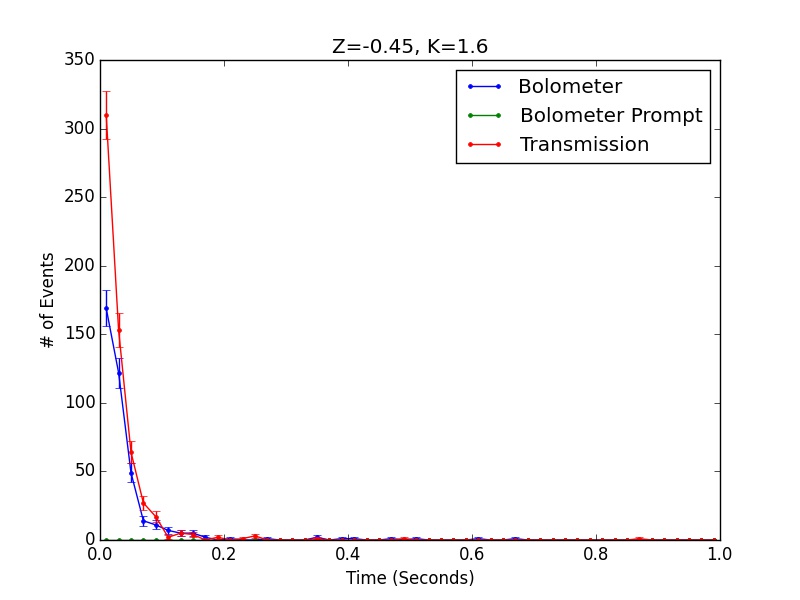 Z=-0.45, K=1.6
350
300
250
200
150
100
50
0
# of Events
Bolometer
Bolometer Prompt
Transmission
0.0 0.2 0.4 0.6 0.8 1.0
Time (Seconds)